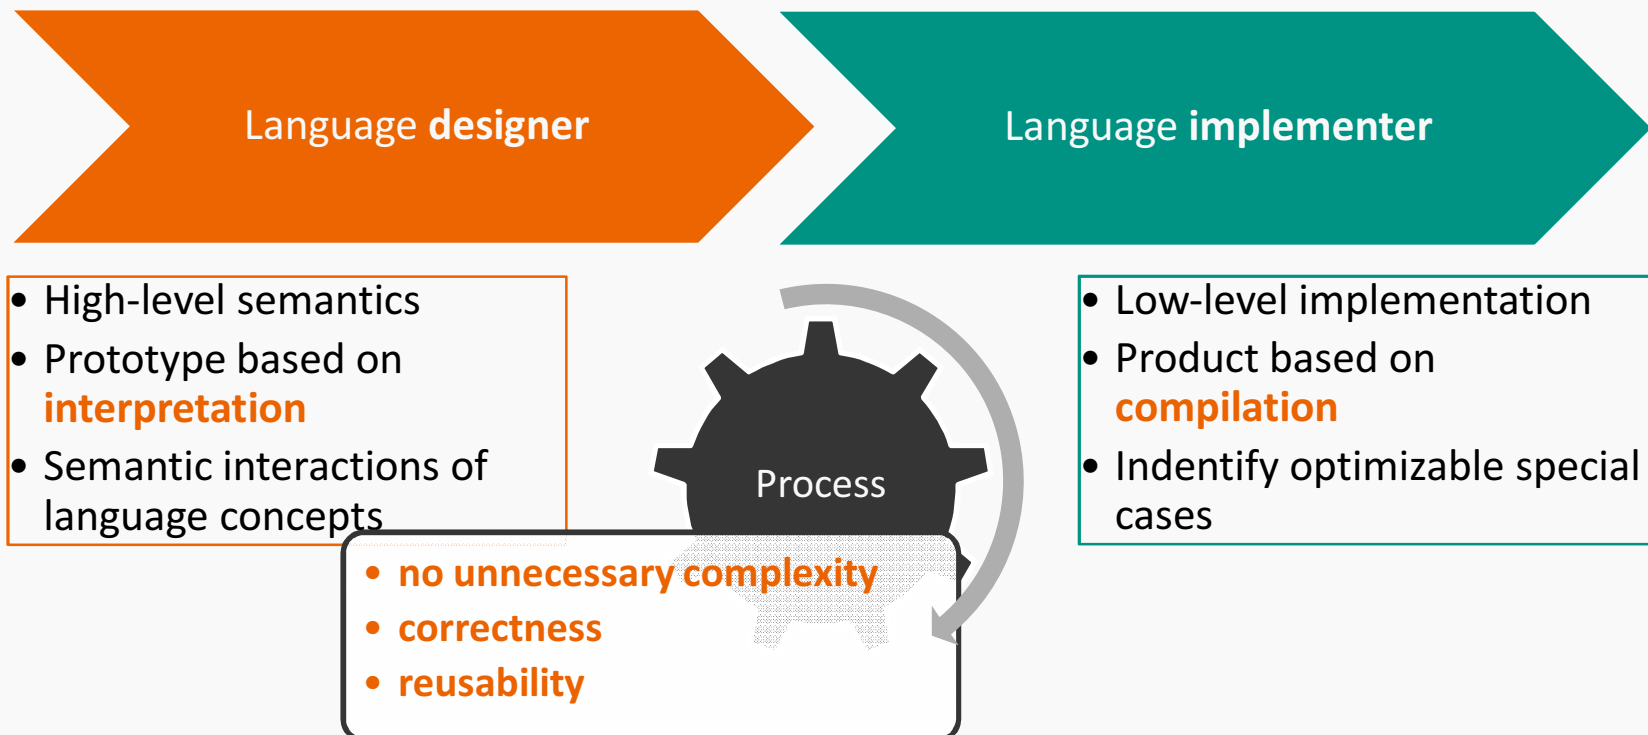 Language designer
Language implementer
• High-level semantics
• Prototype based on
interpretation
• Semantic interactions of
language concepts
Process
• no unnecessary complexity
• correctness
• reusability
• Low-level implementation
• Product based on
compilation
• Indentify optimizable special
cases